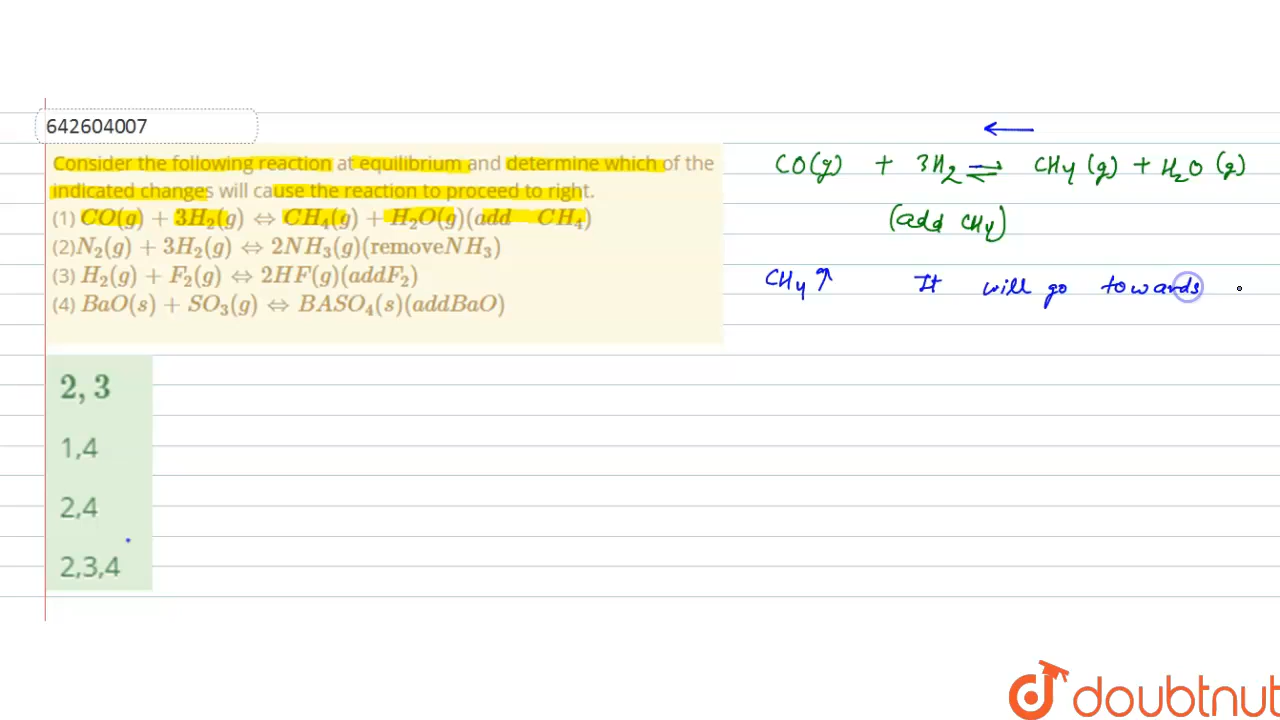 642604007
Consider the following reaction at equilibrium and determine which of the
indicated changes will cause the reaction to proceed to right.
(1) CO(g) + 3H₂(g) ⇔ CH₄(g) + H₂O(g)(add CH₄)
(2)N₂(g) + 3H₂(g) ⇔ 2NH₃(g)(removeNH₃)
(3) H₂(g) + F₂(g) ⇔ 2HF(g)(addF₂)
(4) BaO(s) + SO₃(g) ⇔ BASO₄(s)(addBaO)
2, 3
1,4
2,4
2,3,4
←
CO(g) + 3H₂ ⇌ CH₄(g) + H₂O(g)
(add CH₄)
CH₄↑ It will go towards
doubtnut